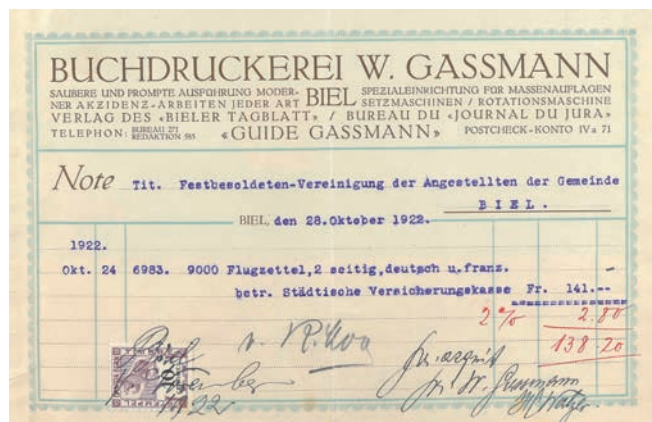 BUCHDRUCKEREI W. GASSMANN
SAUBERE UND PROMPTE AUSFÜHRUNG MODER- BIEL SPEZIALEINRICHTUNG FÜR MASSENAUFLAGEN
NER AKZIDENZ-ARBEITEN JEDER ART SETZMASCHINEN / ROTATIONSMASCHINE
VERLAG DES «BIELER TAGBLATT» / BUREAU DU «JOURNAL DU JURA»
TELEPHON: BUREAU 271 REDAKTION 585 «GUIDE GASSMANN» POSTCHECK-KONTO IVa 71
Note Tit. Festbesoldeten-Vereinigung der Angestellten der Gemeinde
BIEL.
BIEL, den 28.Oktober 1922.
1922.
Okt. 24 6983. 9000 Flugzettel,2 seitig,deutsch u.franz.
betr. Städtische Versicherungskasse Fr. 141.--
2% 2.80
138.20
1922